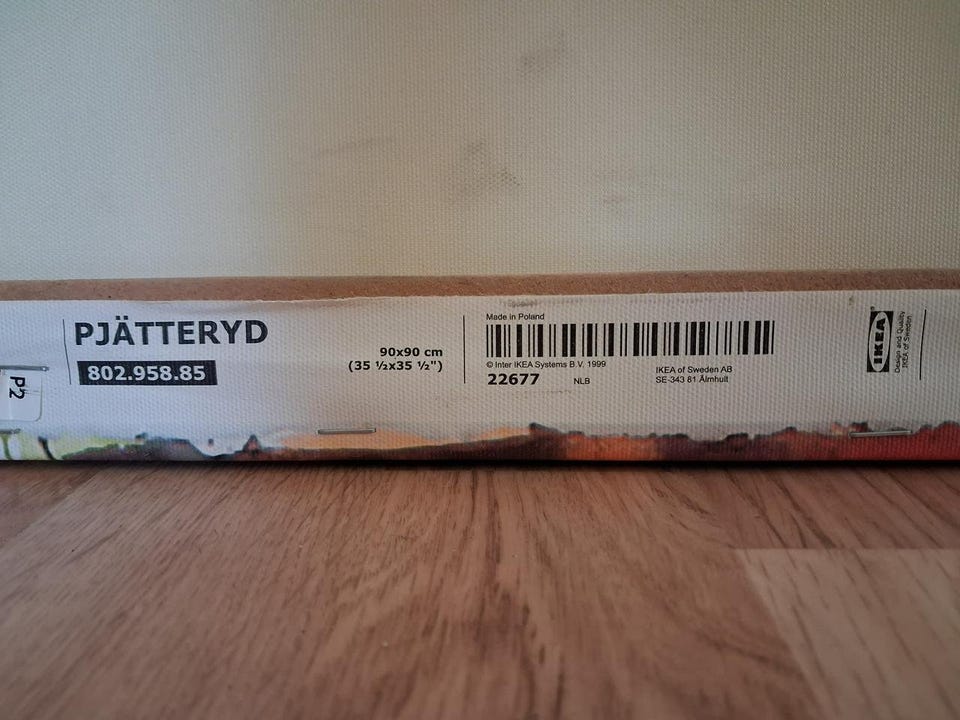 PJÄTTERYD
802.958.85
90x90 cm
(35 ½x35 ½")
Made in Poland
© Inter IKEA Systems B.V. 1999
22677
NLB
IKEA of Sweden AB
SE-343 81 Älmhult
IKEA
Design and Quality
IKEA of Sweden
P2